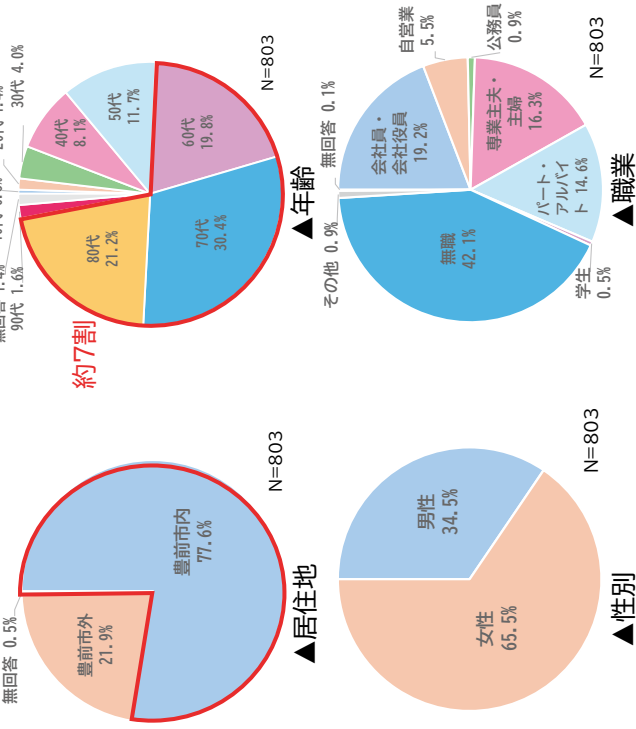 無回答 0.5%
豊前市外
21.9%
豊前市内
77.6%
N=803
▲居住地
約7割
90代 1.6%
30代 4.0%
40代
8.1%
50代
11.7%
60代
19.8%
70代
30.4%
80代
21.2%
N=803
▲年齢
女性
65.5%
男性
34.5%
N=803
▲性別
その他 0.9%
無回答 0.1%
会社員・
会社役員
19.2%
自営業
5.5%
公務員
0.9%
専業主夫・
主婦
16.3%
パート・
アルバイ
ト 14.6%
学生
0.5%
無職
42.1%
N=803
▲職業